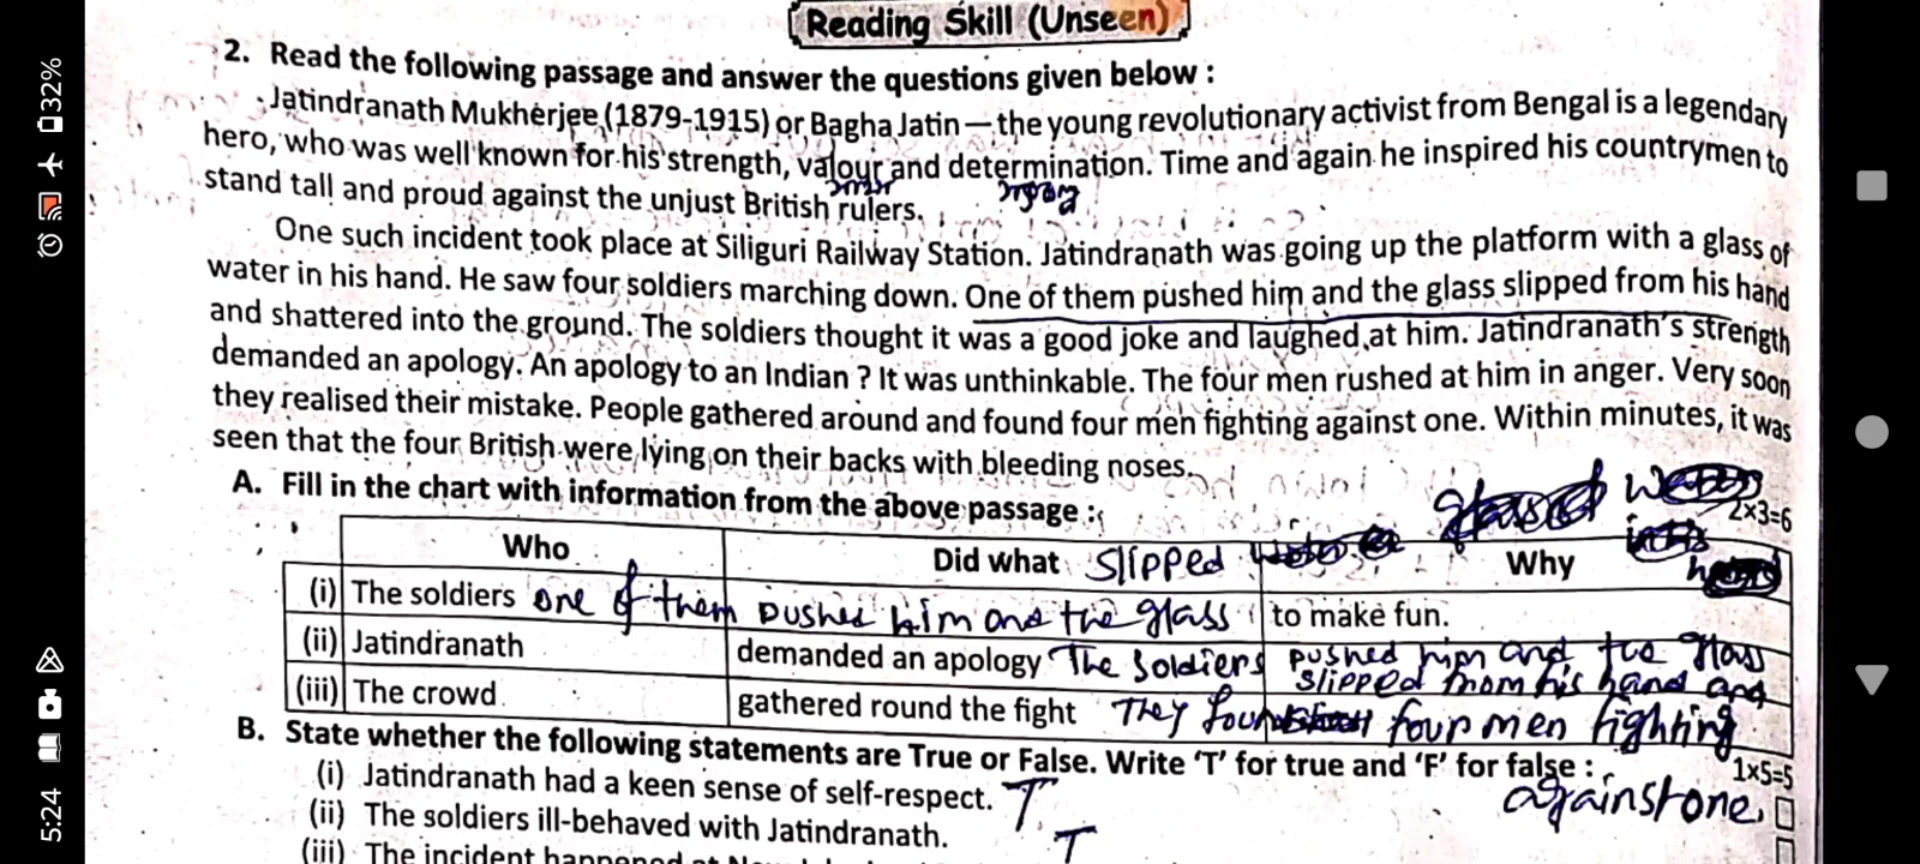 Reading Skill (Unseen)
2. Read the following passage and answer the questions given below :
Jatindranath Mukherjee (1879-1915) or Bagha Jatin—the young revolutionary activist from Bengal is a legendary
hero, who was well known for his strength, valour and determination. Time and again he inspired his countrymen to
stand tall and proud against the unjust British rulers.
One such incident took place at Siliguri Railway Station. Jatindranath was going up the platform with a glass of
water in his hand. He saw four soldiers marching down. One of them pushed him and the glass slipped from his hand
and shattered into the ground. The soldiers thought it was a good joke and laughed at him. Jatindranath's strength
demanded an apology. An apology to an Indian ? It was unthinkable. The four men rushed at him in anger. Very soon
they realised their mistake. People gathered around and found four men fighting against one. Within minutes, it was
seen that the four British were lying on their backs with bleeding noses.
A. Fill in the chart with information from the above passage :
2x3=6
Who Did what slipped Why
(i) The soldiers one of them pushed him and the glass to make fun.
(ii) Jatindranath demanded an apology The soldiers pushed him and the glass
slipped from his hand and
(iii) The crowd gathered round the fight They found four men fighting
against one.
B. State whether the following statements are True or False. Write 'T' for true and 'F' for false :
1x5=5
(i) Jatindranath had a keen sense of self-respect. T
(ii) The soldiers ill-behaved with Jatindranath. T
(iii) The incident happened at
5:24
32%